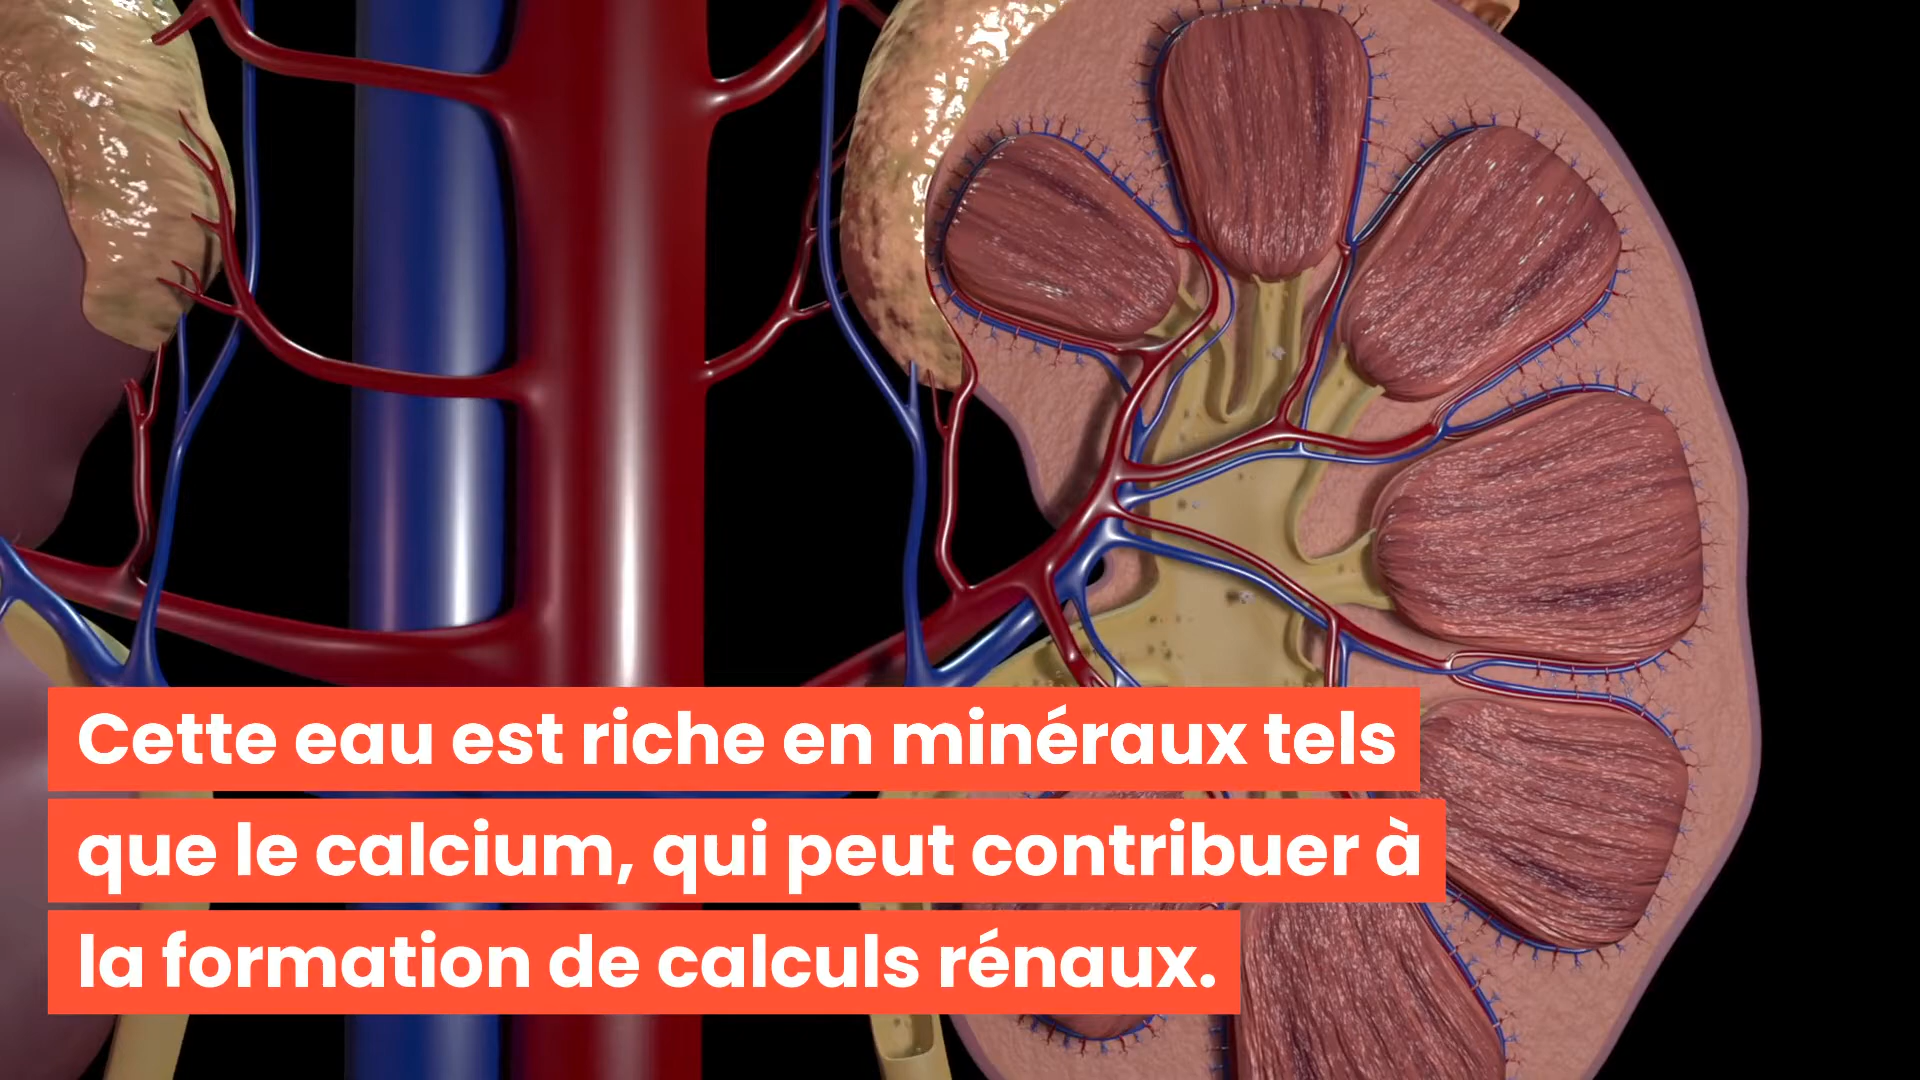 Cette eau est riche en minéraux tels
que le calcium, qui peut contribuer à
la formation de calculs rénaux.